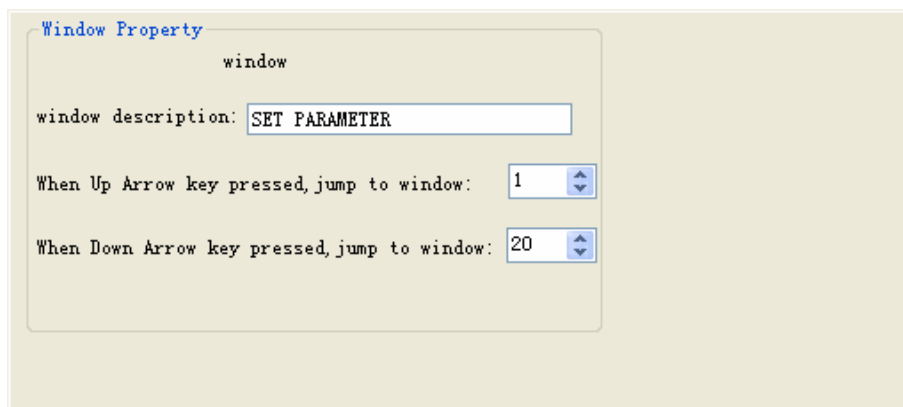 Window Property
window
window description: SET PARAMETER
When Up Arrow key pressed,jump to window: 1
When Down Arrow key pressed,jump to window: 20